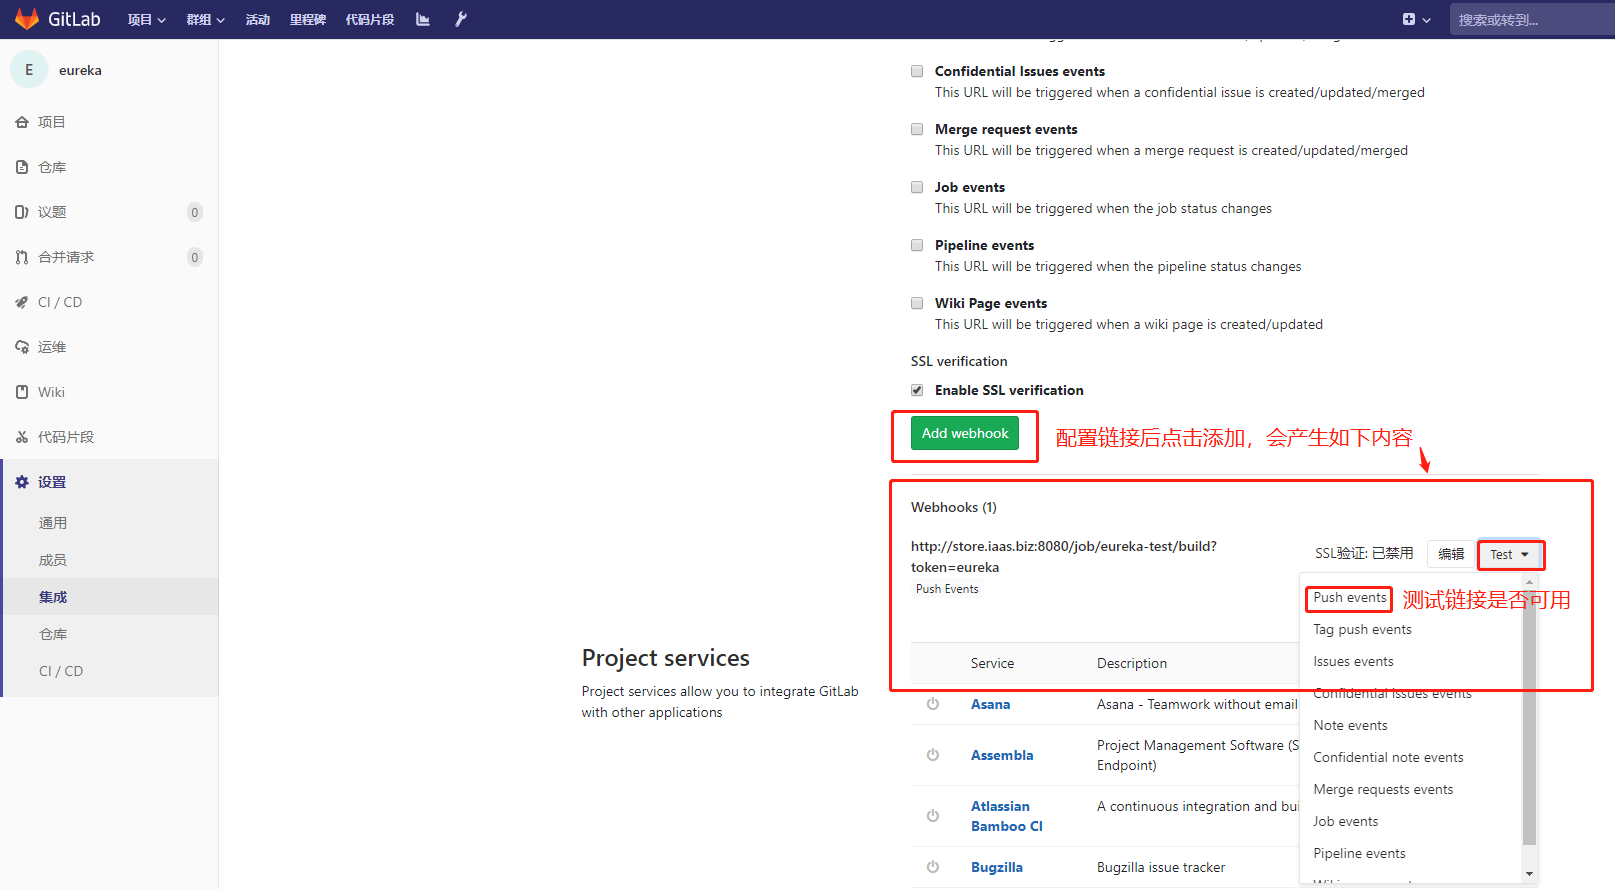 GitLab
项目
群组
活动
里程碑
代码片段
搜索或转到...
E
eureka
项目
仓库
议题
0
合并请求
0
CI / CD
运维
Wiki
代码片段
设置
通用
成员
集成
仓库
CI / CD
Confidential Issues events
This URL will be triggered when a confidential issue is created/updated/merged
Merge request events
This URL will be triggered when a merge request is created/updated/merged
Job events
This URL will be triggered when the job status changes
Pipeline events
This URL will be triggered when the pipeline status changes
Wiki Page events
This URL will be triggered when a wiki page is created/updated
SSL verification
Enable SSL verification
Add webhook
配置链接后点击添加，会产生如下内容
Webhooks (1)
http://store.iaas.biz:8080/job/eureka-test/build?
token=eureka
Push Events
SSL验证: 已禁用
编辑
Test
Push events
测试链接是否可用
Tag push events
Issues events
Confidential issues events
Note events
Confidential note events
Merge requests events
Job events
Pipeline events
Project services
Project services allow you to integrate GitLab
with other applications
Service
Description
Asana
Asana - Teamwork without email
Assembla
Project Management Software (S
Endpoint)
Atlassian
Bamboo CI
A continuous integration and bui
Bugzilla
Bugzilla issue tracker